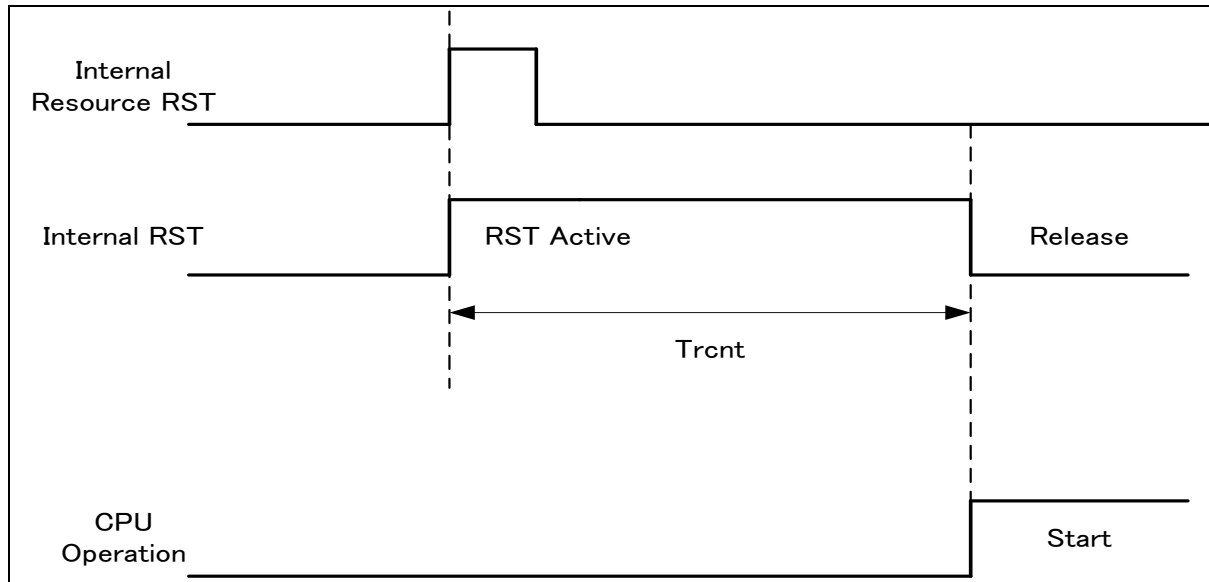 Internal
Resource RST
Internal RST
RST Active
Release
Trcnt
CPU
Operation
Start